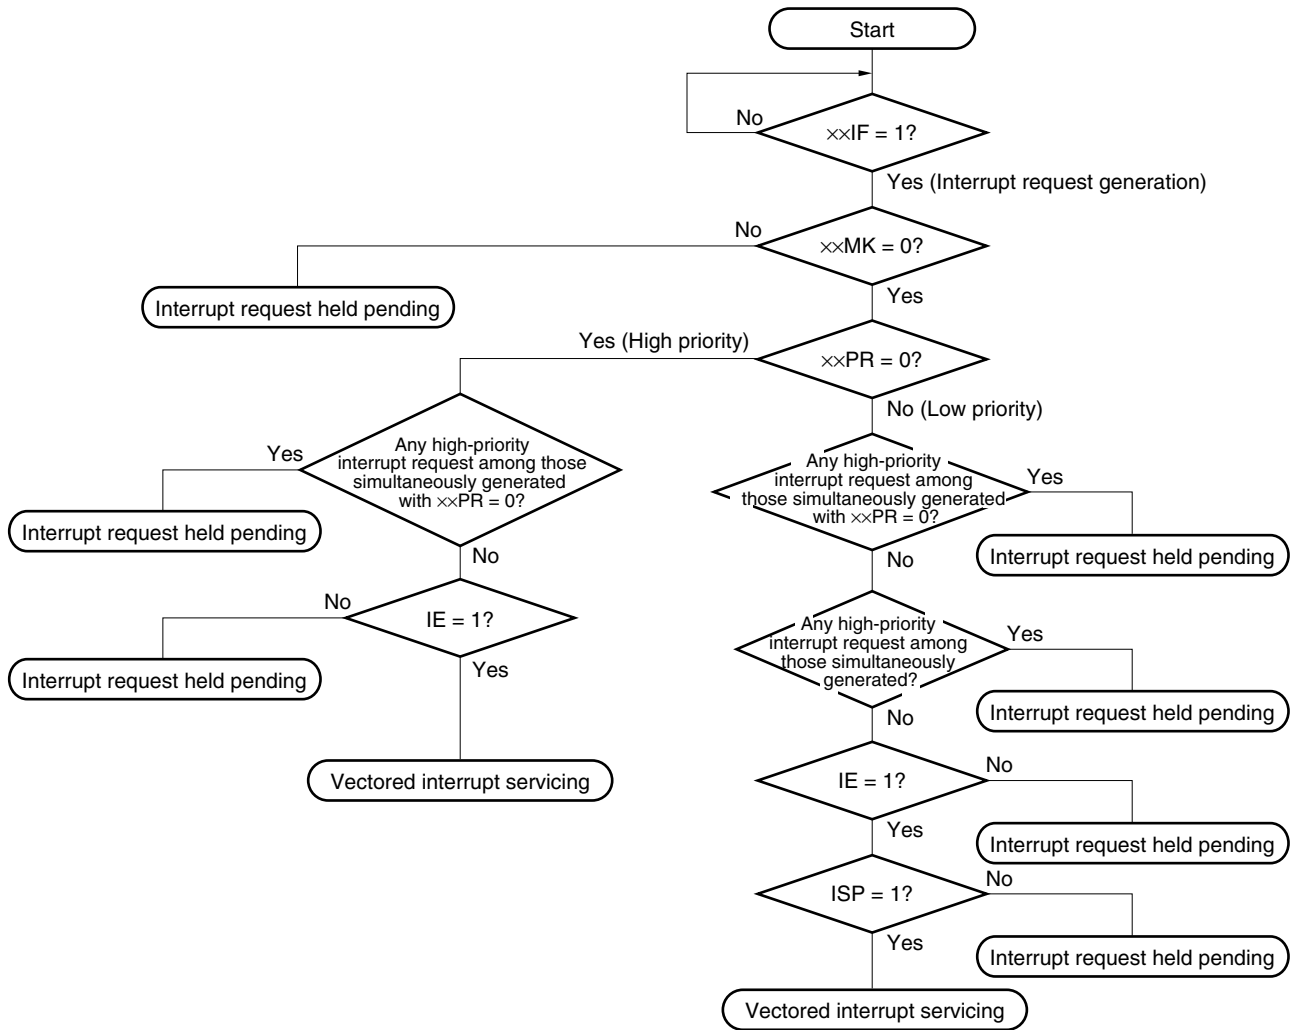 Start
No
××IF = 1?
Yes (Interrupt request generation)
No
××MK = 0?
Interrupt request held pending
Yes
Yes (High priority)
××PR = 0?
No (Low priority)
Yes
Any high-priority
interrupt request among those
simultaneously generated
with ××PR = 0?
Any high-priority
interrupt request among
those simultaneously generated
with ××PR = 0?
Yes
Interrupt request held pending
Interrupt request held pending
No
No
No
IE = 1?
Any high-priority
interrupt request among
those simultaneously
generated?
Yes
Interrupt request held pending
Yes
Interrupt request held pending
No
Vectored interrupt servicing
IE = 1?
No
Yes
Interrupt request held pending
ISP = 1?
No
Yes
Interrupt request held pending
Vectored interrupt servicing